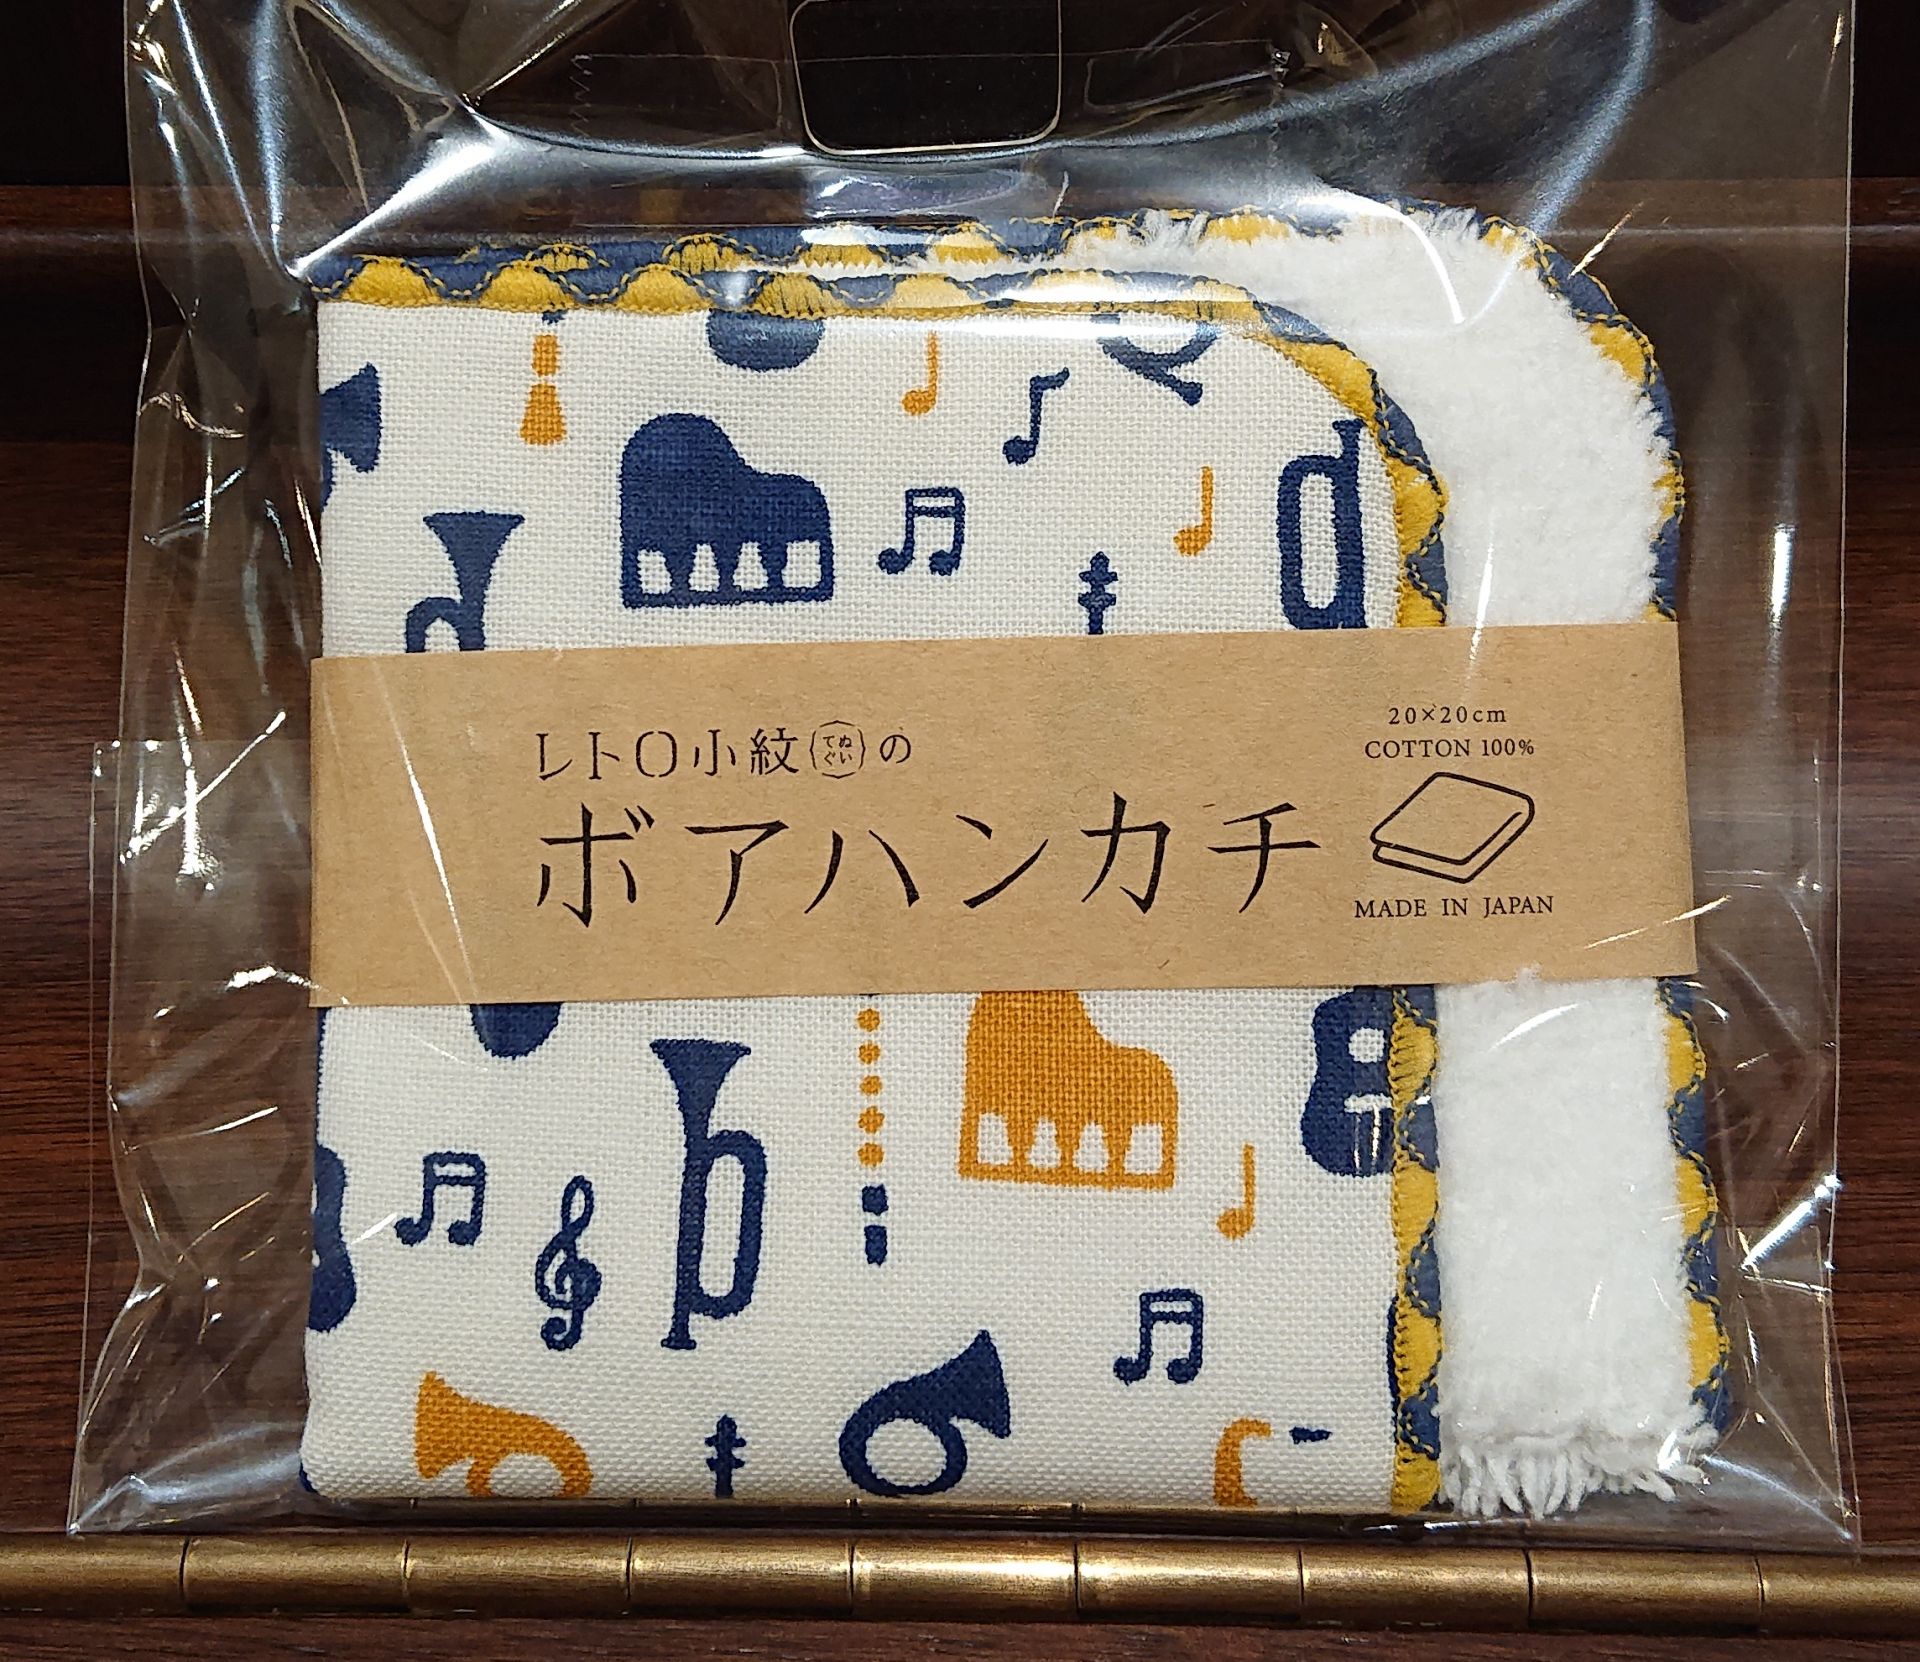 レトロ小紋(てぬぐい)の
ボアハンカチ
20×20cm
COTTON 100%
MADE IN JAPAN